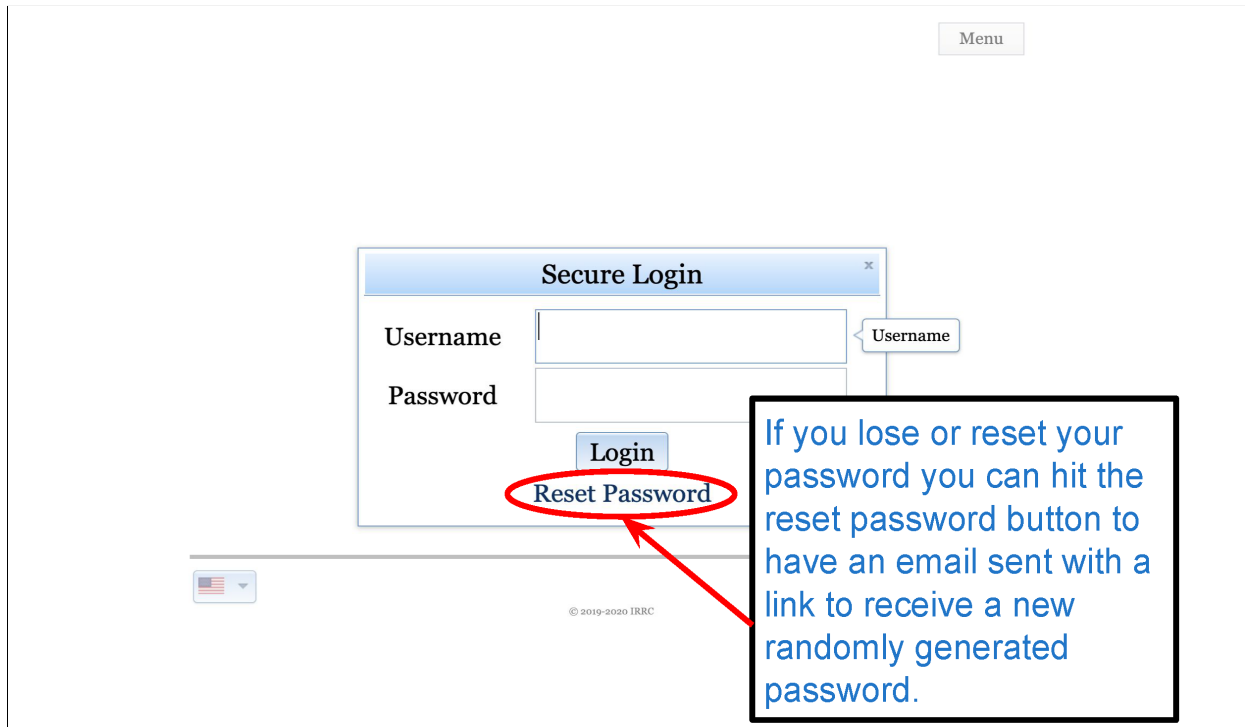 Menu
Secure Login
x
Username
Username
Password
Login
Reset Password
If you lose or reset your
password you can hit the
reset password button to
have an email sent with a
link to receive a new
randomly generated
password.
© 2019-2020 IRRC